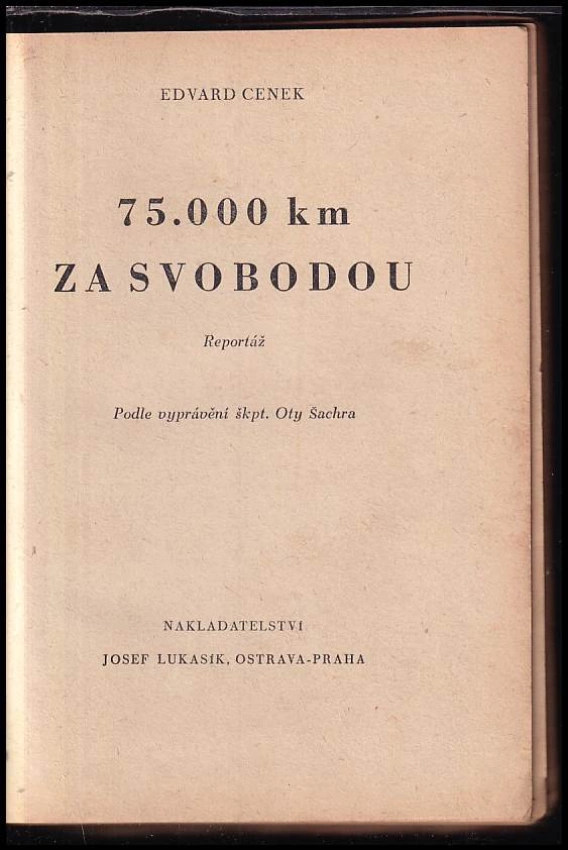 EDVARD CENEK
75.000 km
ZA SVOBODOU
Reportáž
Podle vyprávění škpt. Oty Šachra
NAKLADATELSTVÍ
JOSEF LUKASÍK, OSTRAVA-PRAHA